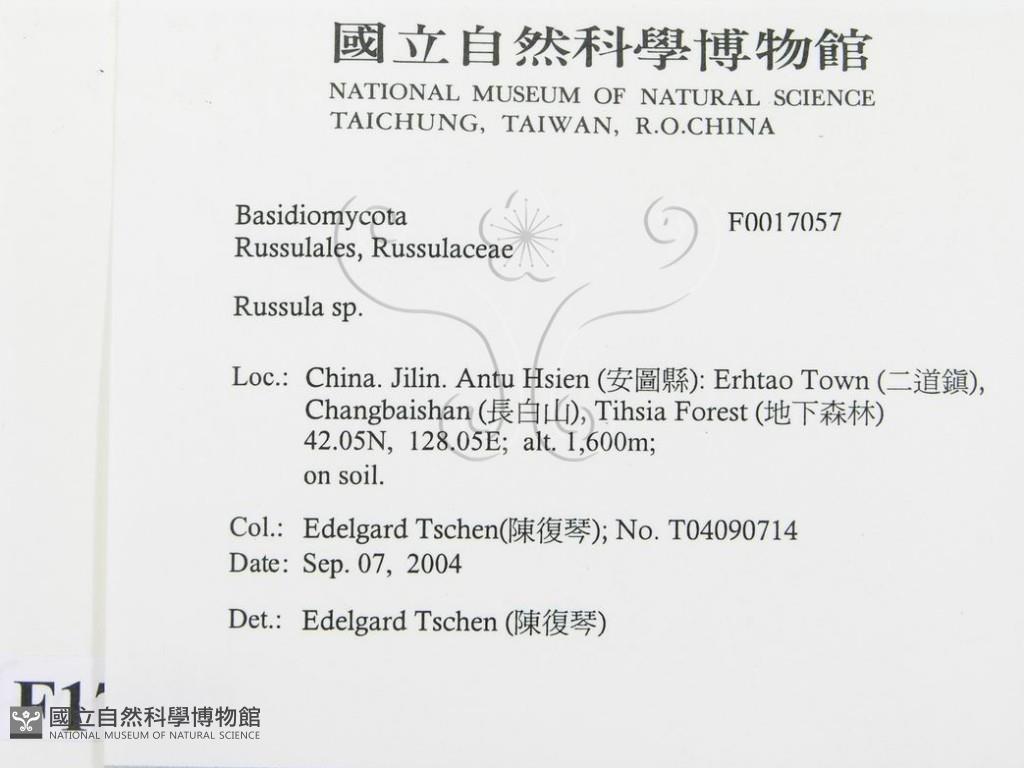 國立自然科學博物館
NATIONAL MUSEUM OF NATURAL SCIENCE
TAICHUNG, TAIWAN, R.O.CHINA
Basidiomycota F0017057
Russulales, Russulaceae
Russula sp.
Loc.: China. Jilin. Antu Hsien (安圖縣): Erhtao Town (二道鎮),
Changbaishan (長白山), Tihsia Forest (地下森林)
42.05N, 128.05E; alt. 1,600m;
on soil.
Col.: Edelgard Tschen(陳復琴); No. T04090714
Date: Sep. 07, 2004
Det.: Edelgard Tschen (陳復琴)
國立自然科學博物館
NATIONAL MUSEUM OF NATURAL SCIENCE